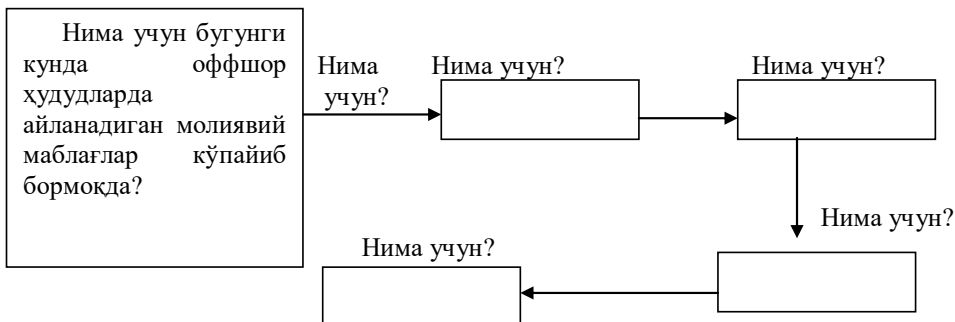 Нима учун бугунги
кунда оффшор
ҳудудларда
айланадиган молиявий
маблағлар кўпайиб
бормоқда?
Нима
учун?
Нима учун?
Нима учун?
Нима учун?
Нима учун?